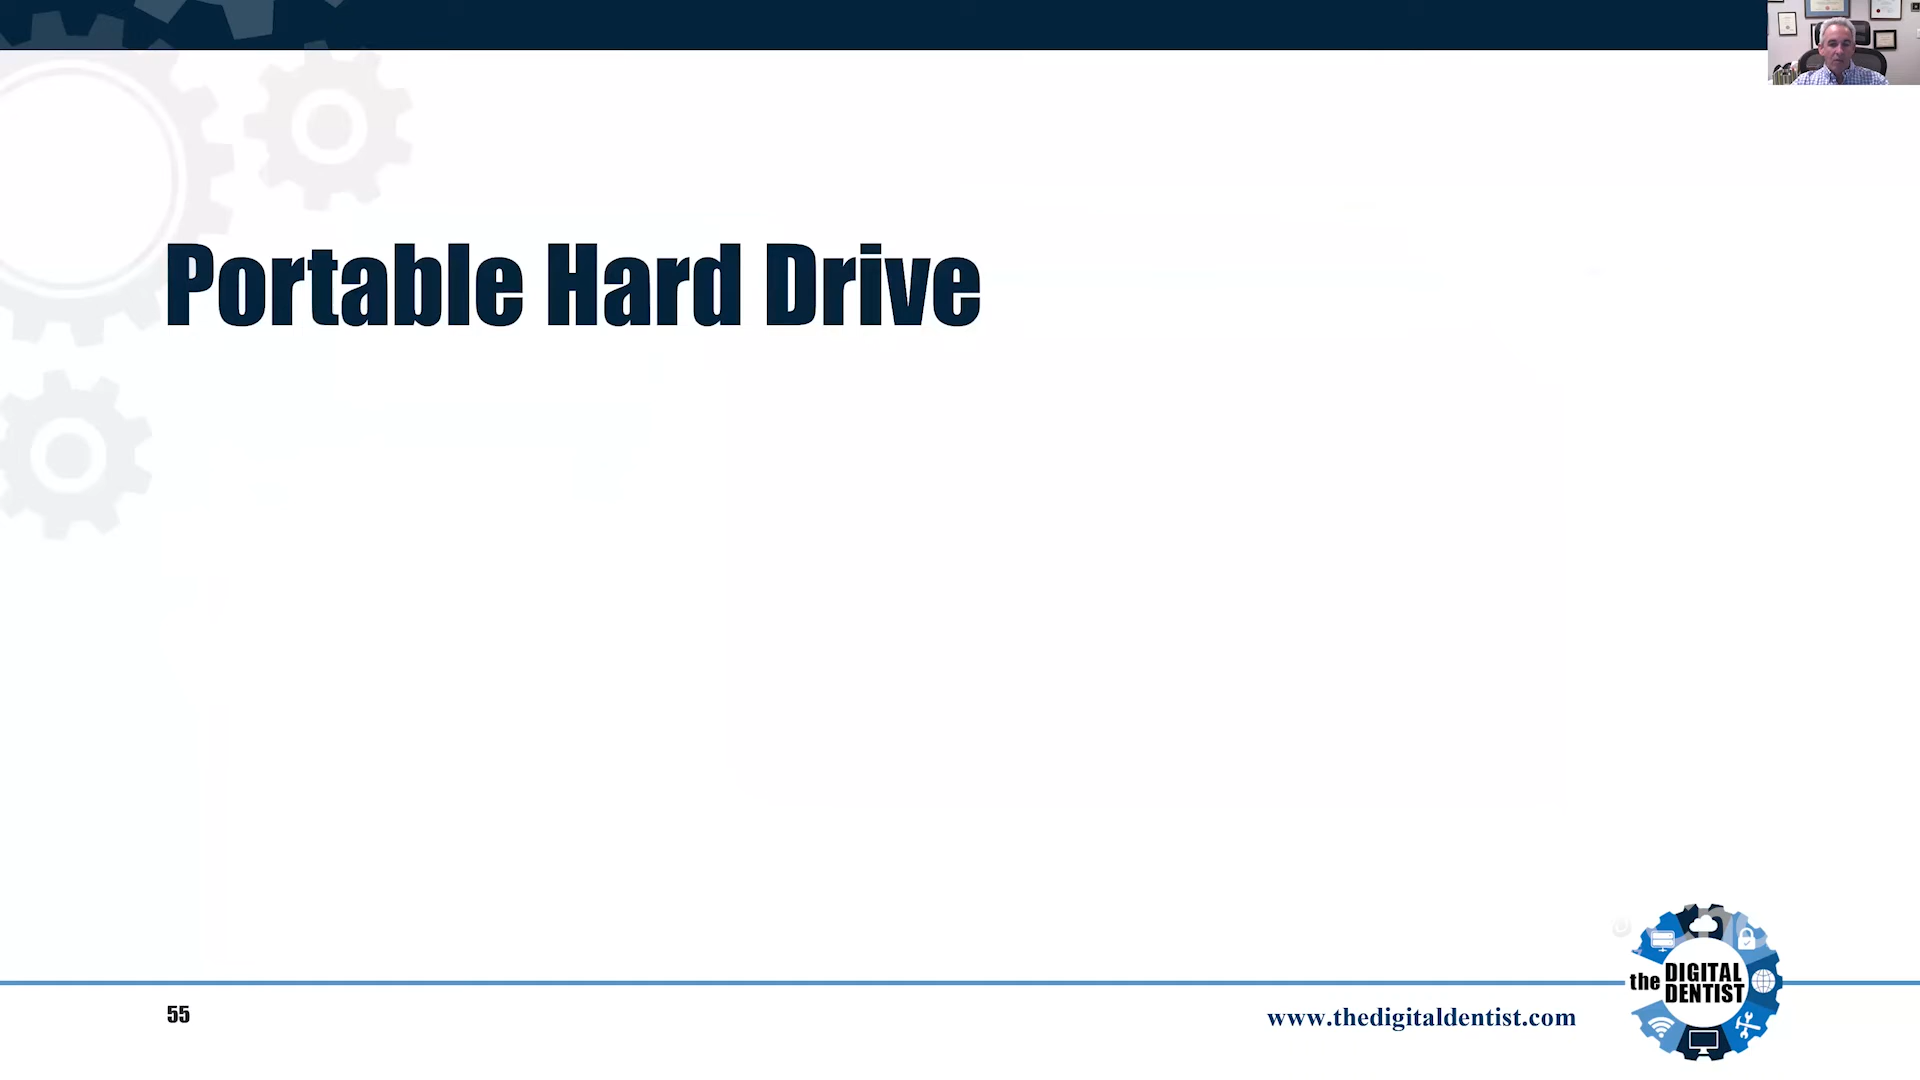 Portable Hard Drive
55
www.thedigitaldentist.com
the DIGITAL
DENTIST